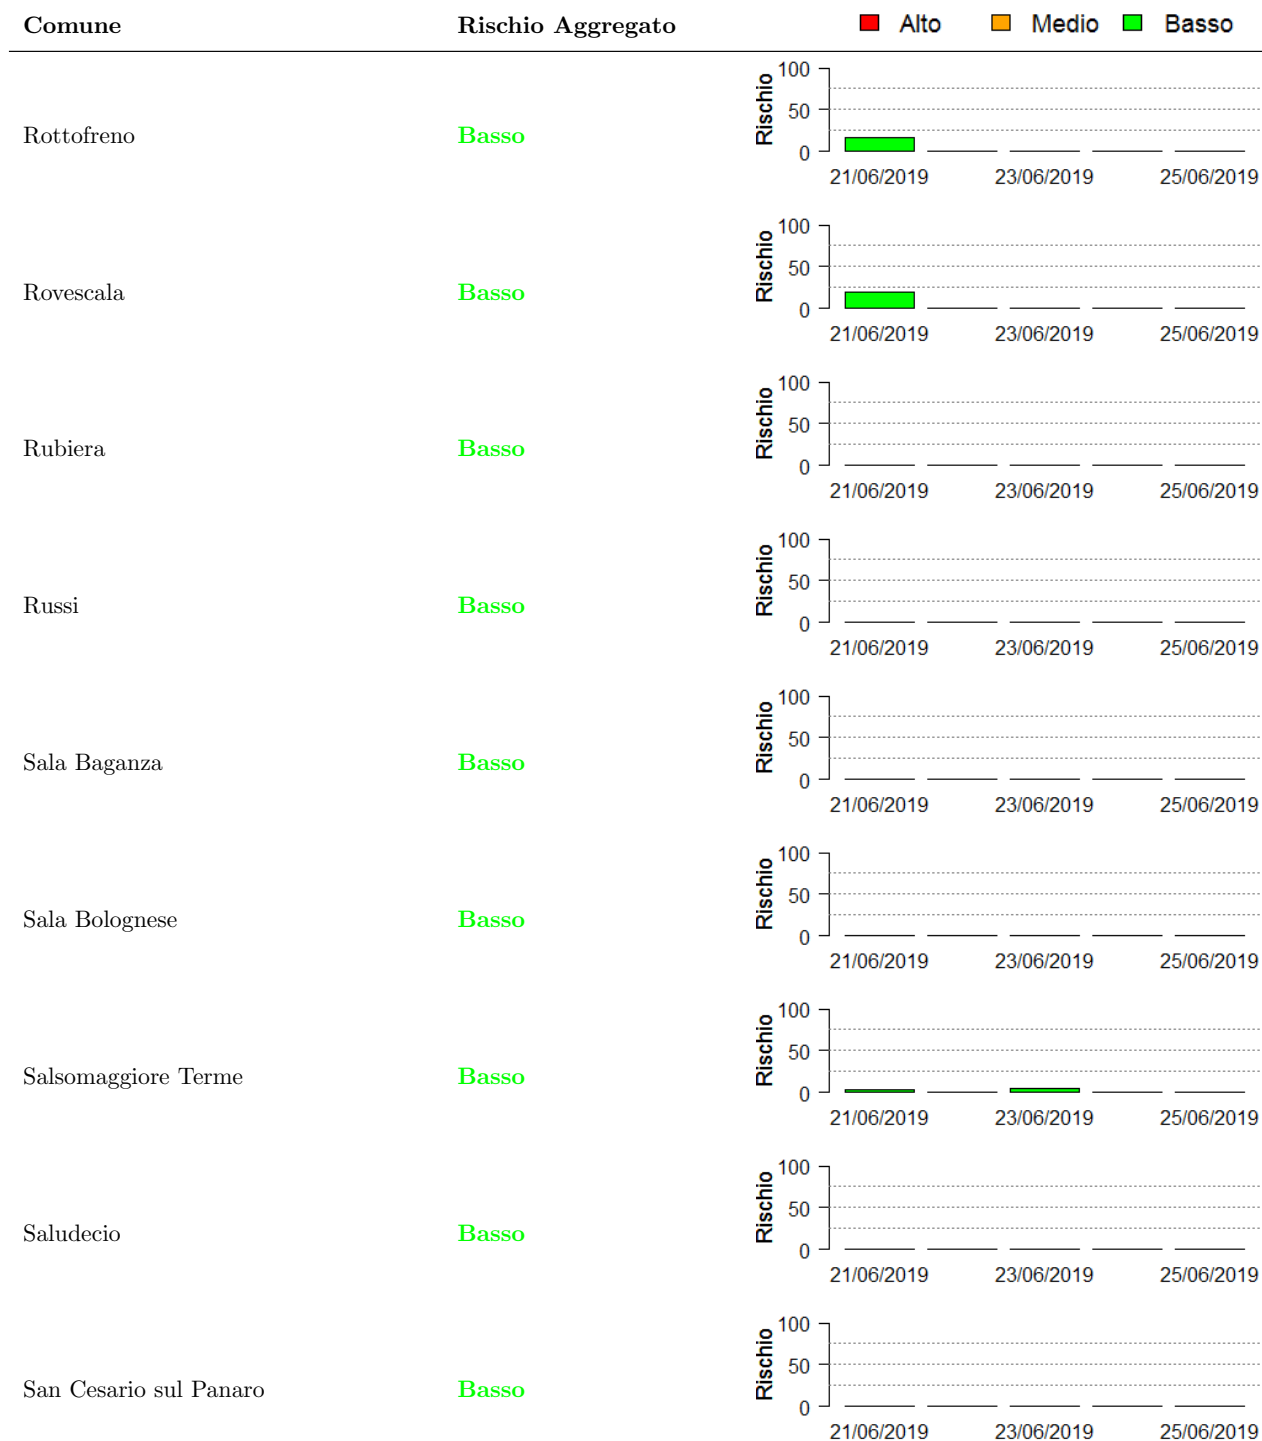 Comune Rischio Aggregato Alto Medio Basso
100
50
0
Rischio
Rottofreno Basso
21/06/2019 23/06/2019 25/06/2019
100
50
0
Rischio
Rovescala Basso
21/06/2019 23/06/2019 25/06/2019
100
50
0
Rischio
Rubiera Basso
21/06/2019 23/06/2019 25/06/2019
100
50
0
Rischio
Russi Basso
21/06/2019 23/06/2019 25/06/2019
100
50
0
Rischio
Sala Baganza Basso
21/06/2019 23/06/2019 25/06/2019
100
50
0
Rischio
Sala Bolognese Basso
21/06/2019 23/06/2019 25/06/2019
100
50
0
Rischio
Salsomaggiore Terme Basso
21/06/2019 23/06/2019 25/06/2019
100
50
0
Rischio
Saludecio Basso
21/06/2019 23/06/2019 25/06/2019
100
50
0
Rischio
San Cesario sul Panaro Basso
21/06/2019 23/06/2019 25/06/2019